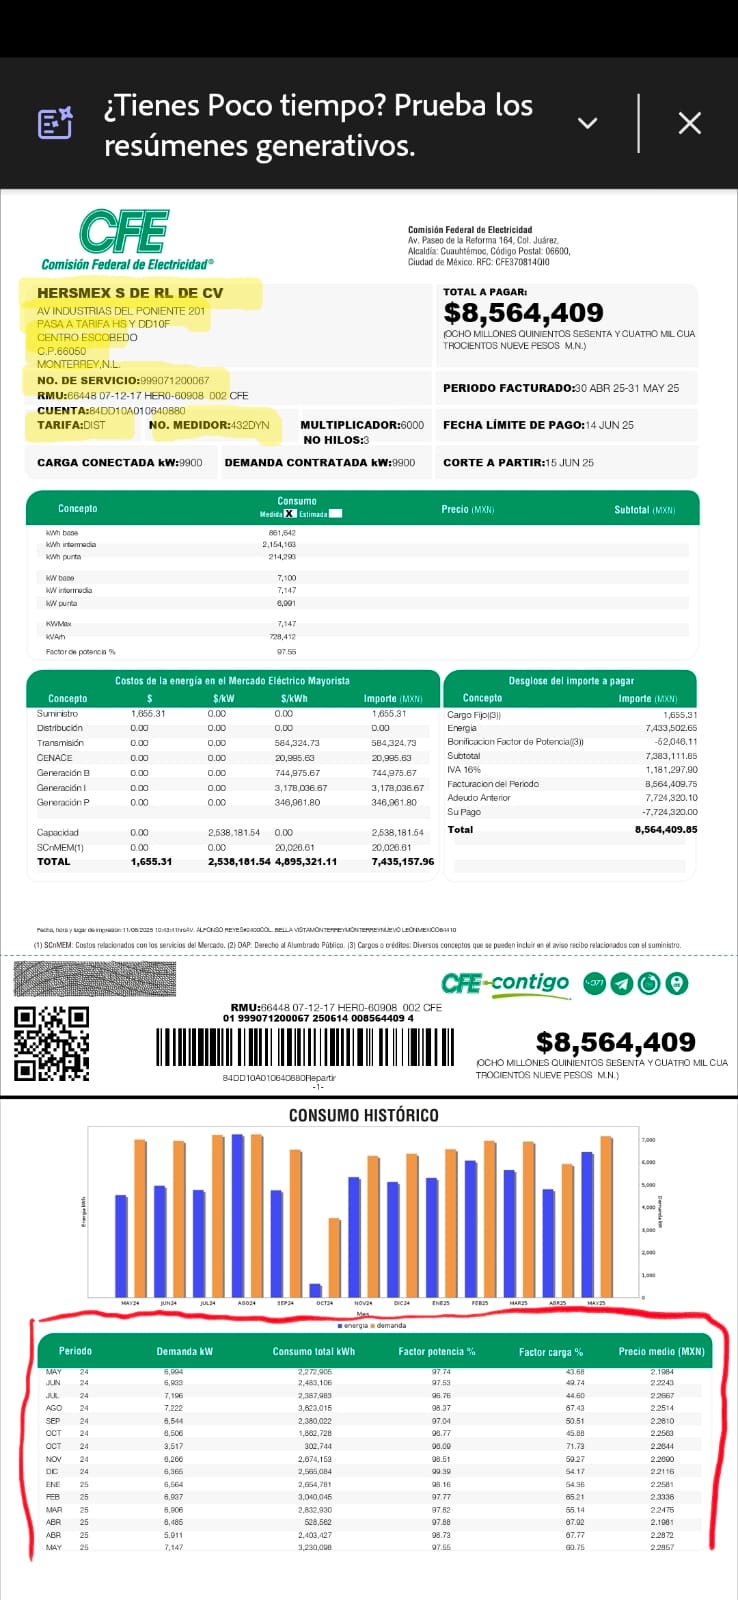 ¿Tienes Poco tiempo? Prueba los
resúmenes generativos.
CFE
Comisión Federal de Electricidad®
Comisión Federal de Electricidad
Av. Paseo de la Reforma 164, Col. Juárez,
Alcaldía: Cuauhtémoc, Código Postal: 06600,
Ciudad de México. RFC: CFE370814QI0
HERSMEX S DE RL DE CV
AV INDUSTRIAS DEL PONIENTE 201
PASA A TARIFA HS Y DD10F
CENTRO ESCOBEDO
C.P.66050
MONTERREY,N.L.
NO. DE SERVICIO:999071200067
RMU:66448 07-12-17 HER0-60908 002 CFE
CUENTA:84DD10A010640880
TARIFA:DIST NO. MEDIDOR:432DYN MULTIPLICADOR:6000
NO HILOS:3
CARGA CONECTADA kW:9900 DEMANDA CONTRATADA kW:9900
TOTAL A PAGAR:
$8,564,409
(OCHO MILLONES QUINIENTOS SESENTA Y CUATRO MIL CUA
TROCIENTOS NUEVE PESOS M.N.)
PERIODO FACTURADO:30 ABR 25-31 MAY 25
FECHA LÍMITE DE PAGO:14 JUN 25
CORTE A PARTIR:15 JUN 25
Concepto Consumo Precio (MXN) Subtotal (MXN)
Medida X Estimada
kWh base 861,642
kWh intermedia 2,154,163
kWh punta 214,293
kW base 7,100
kW intermedia 7,147
kW punta 6,991
KWMax 7,147
kVArh 728,412
Factor de potencia % 97.55
Costos de la energía en el Mercado Eléctrico Mayorista
Concepto $ $/kW $/kWh Importe (MXN)
Suministro 1,655.31 0.00 0.00 1,655.31
Distribución 0.00 0.00 0.00 0.00
Transmisión 0.00 0.00 584,324.73 584,324.73
CENACE 0.00 0.00 20,995.63 20,995.63
Generación B 0.00 0.00 744,975.67 744,975.67
Generación I 0.00 0.00 3,178,036.67 3,178,036.67
Generación P 0.00 0.00 346,961.80 346,961.80
Capacidad 0.00 2,538,181.54 0.00 2,538,181.54
SCnMEM(1) 0.00 0.00 20,026.61 20,026.61
TOTAL 1,655.31 2,538,181.54 4,895,321.11 7,435,157.96
Desglose del importe a pagar
Concepto Importe (MXN)
Cargo Fijo((3)) 1,655.31
Energía 7,433,502.65
Bonificacion Factor de Potencia((3)) -52,046.11
Subtotal 7,383,111.85
IVA 16% 1,181,297.90
Facturacion del Periodo 8,564,409.75
Adeudo Anterior 7,724,320.10
Su Pago -7,724,320.00
Total 8,564,409.85
(1) SCnMEM: Costos relacionados con los servicios del Mercado. (2) DAP: Derecho al Alumbrado Público. (3) Cargos o créditos: Diversos conceptos que se pueden incluir en el aviso recibo relacionados con el suministro.
CFE contigo
071
RMU:66448 07-12-17 HER0-60908 002 CFE
01 999071200067 250614 008564409 4
84DD10A010640880Repartir
-1-
$8,564,409
(OCHO MILLONES QUINIENTOS SESENTA Y CUATRO MIL CUA
TROCIENTOS NUEVE PESOS M.N.)
CONSUMO HISTÓRICO
7,000
6,000
5,000
4,000
3,000
2,000
1,000
0
Energía kWh
Demanda kW
MAY24 JUN24 JUL24 AGO24 SEP24 OCT24 NOV24 DIC24 ENE25 FEB25 MAR25 ABR25 MAY25
Mes
energia demanda
Periodo Demanda kW Consumo total kWh Factor potencia % Factor carga % Precio medio (MXN)
MAY 24 6,994 2,272,905 97.74 43.68 2.1984
JUN 24 6,933 2,483,106 97.53 49.74 2.2243
JUL 24 7,196 2,387,983 96.76 44.60 2.2667
AGO 24 7,222 3,623,015 98.37 67.43 2.2514
SEP 24 6,544 2,380,022 97.04 50.51 2.2810
OCT 24 6,506 1,862,728 96.77 45.88 2.2563
OCT 24 3,517 302,744 96.09 71.73 2.2644
NOV 24 6,266 2,674,153 98.51 59.27 2.2690
DIC 24 6,365 2,565,084 99.39 54.17 2.2116
ENE 25 6,564 2,654,781 98.16 54.36 2.2581
FEB 25 6,937 3,040,045 97.77 65.21 2.3336
MAR 25 6,906 2,832,930 97.82 55.14 2.2475
ABR 25 6,485 528,562 97.88 67.92 2.1981
ABR 25 5,911 2,403,427 98.73 67.77 2.2872
MAY 25 7,147 3,230,098 97.55 60.75 2.2857